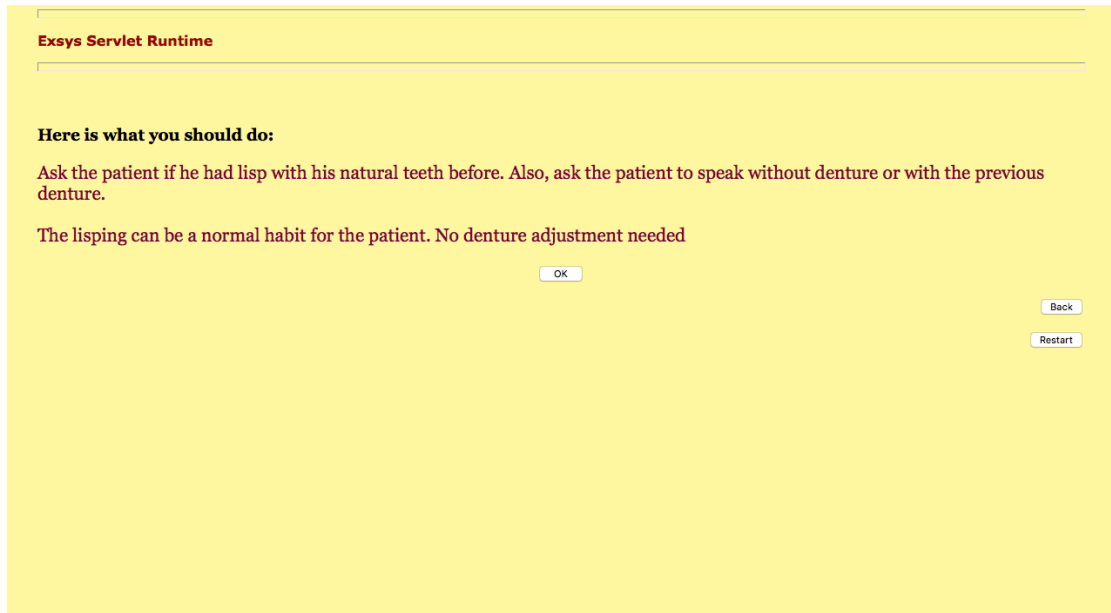 Exsys Servlet Runtime
Here is what you should do:
Ask the patient if he had lisp with his natural teeth before. Also, ask the patient to speak without denture or with the previous
denture.
The lisping can be a normal habit for the patient. No denture adjustment needed
OK
Back
Restart